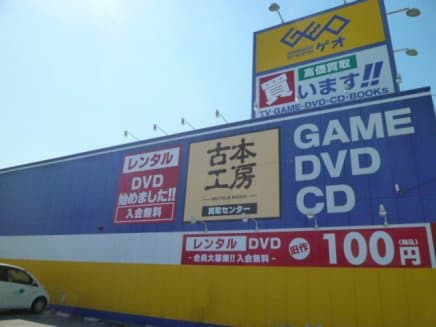 GEO
ゲオ
高価買取
買います!!
TV・GAME・DVD・CD・BOOKS
レンタル
DVD
始めました!!
入会無料
古本
工房
RECYCLE BOOKS
買取センター
GAME
DVD
CD
レンタル DVD 旧作 100円(税込)
- 会員大募集!!入会無料 -